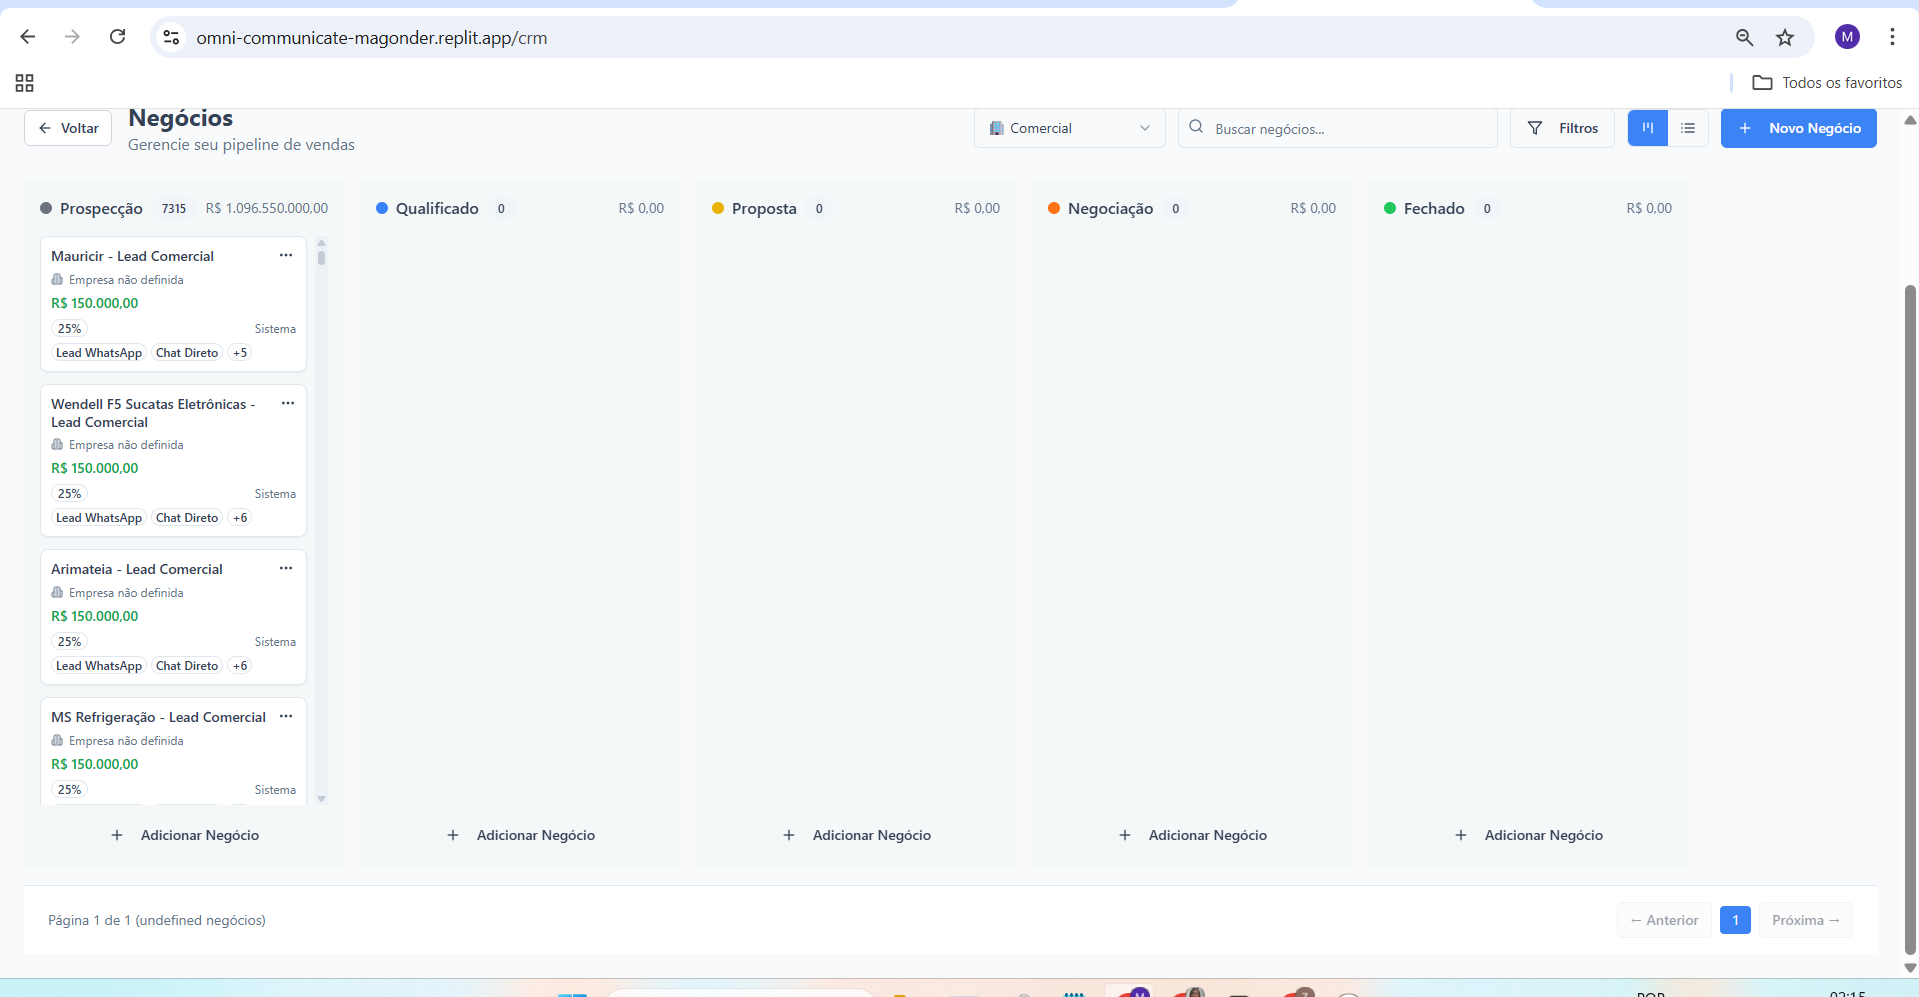 omni-communicate-magonder.replit.app/crm
M
Todos os favoritos
Voltar
Negócios
Gerencie seu pipeline de vendas
Comercial
Buscar negócios...
Filtros
+ Novo Negócio
Prospecção 7315 R$ 1.096.550.000,00
Qualificado 0 R$ 0,00
Proposta 0 R$ 0,00
Negociação 0 R$ 0,00
Fechado 0 R$ 0,00
Mauricir - Lead Comercial
Empresa não definida
R$ 150.000,00
25% Sistema
Lead WhatsApp Chat Direto +5
Wendell F5 Sucatas Eletrônicas -
Lead Comercial
Empresa não definida
R$ 150.000,00
25% Sistema
Lead WhatsApp Chat Direto +6
Arimateia - Lead Comercial
Empresa não definida
R$ 150.000,00
25% Sistema
Lead WhatsApp Chat Direto +6
MS Refrigeração - Lead Comercial
Empresa não definida
R$ 150.000,00
25% Sistema
+ Adicionar Negócio
+ Adicionar Negócio
+ Adicionar Negócio
+ Adicionar Negócio
+ Adicionar Negócio
Página 1 de 1 (undefined negócios)
← Anterior 1 Próxima →